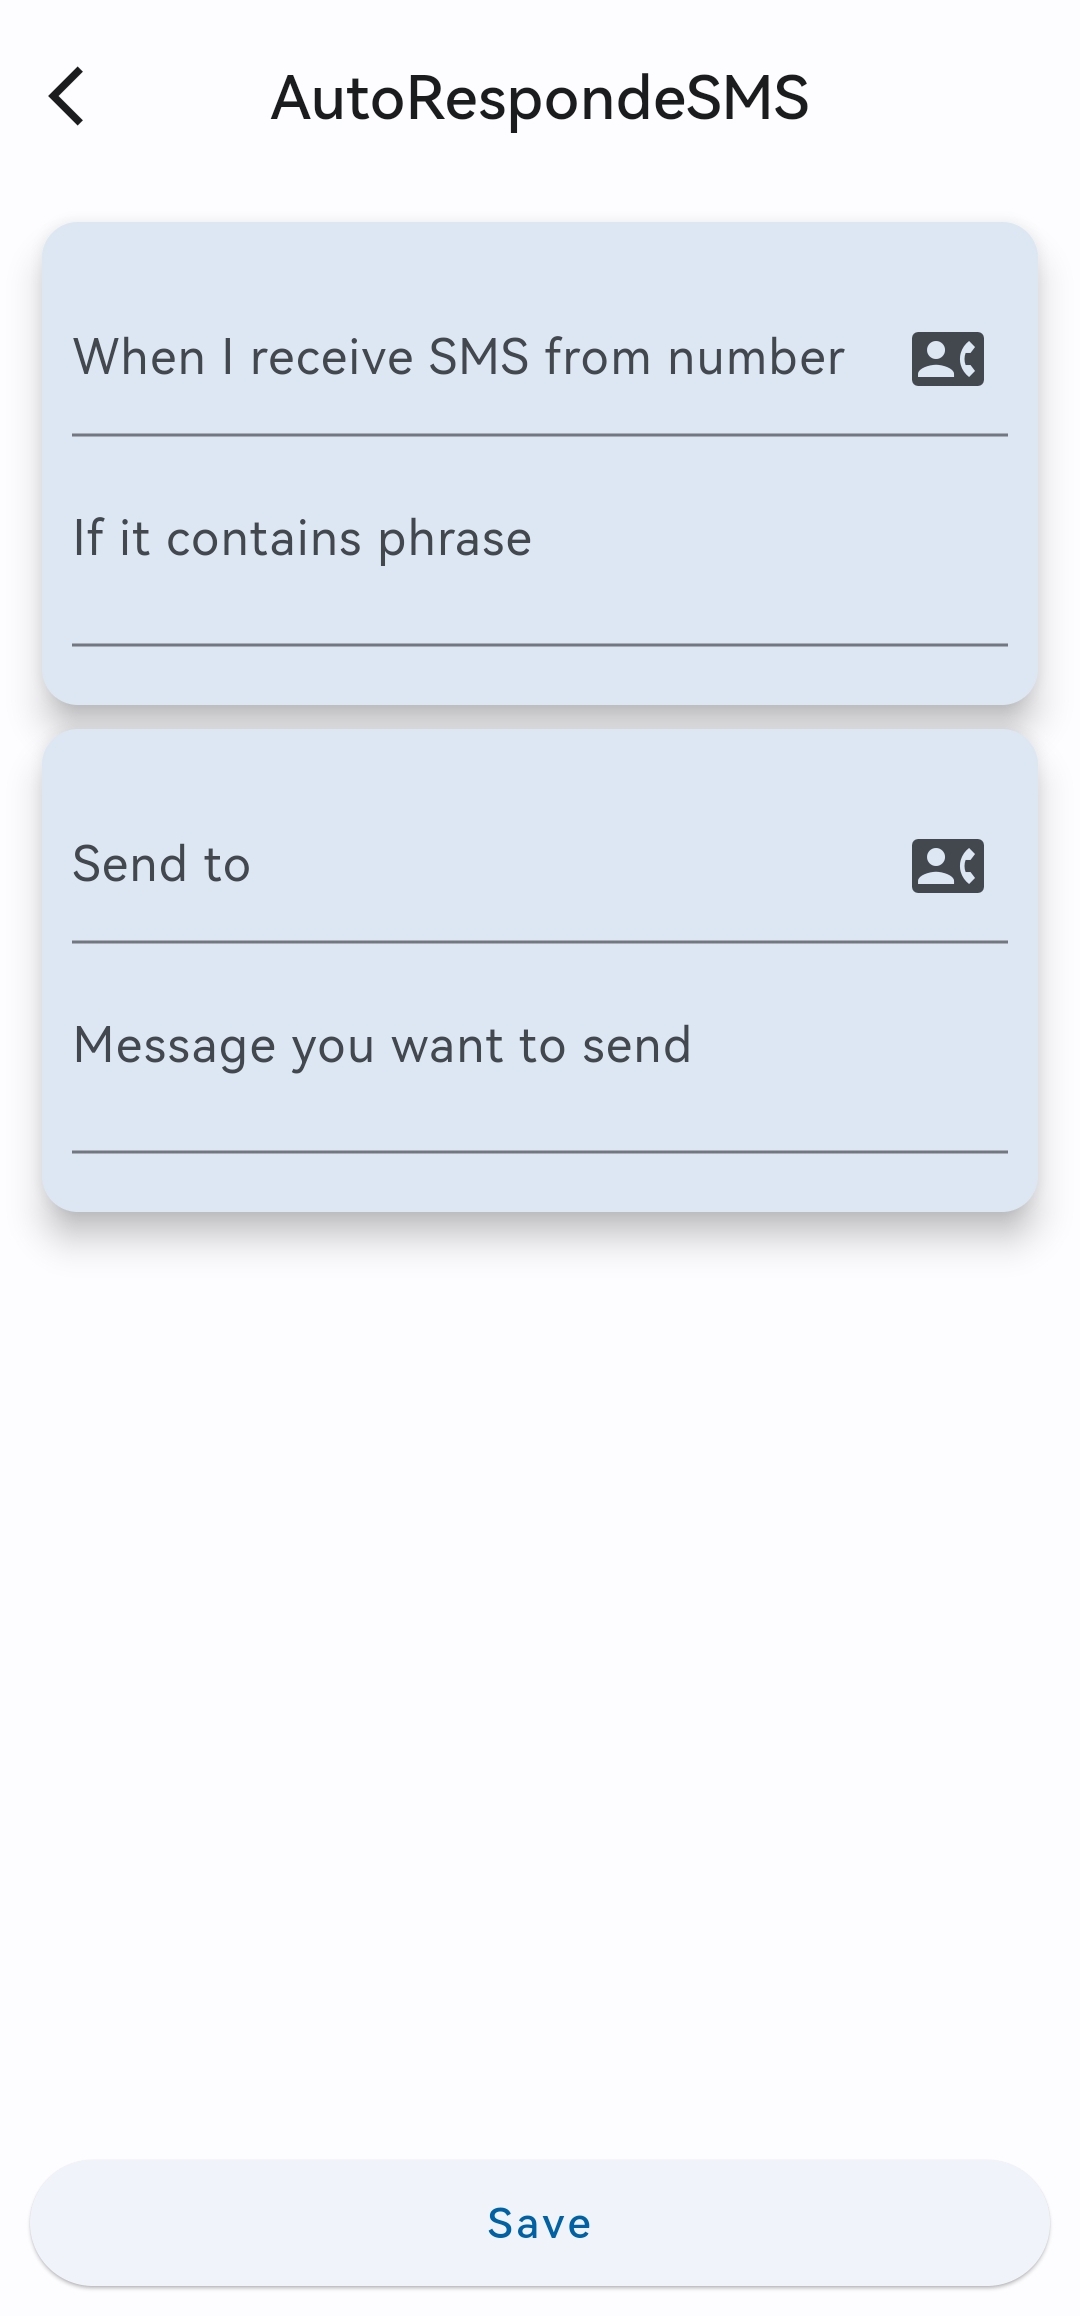 AutoRespondeSMS
When I receive SMS from number
If it contains phrase
Send to
Message you want to send
Save